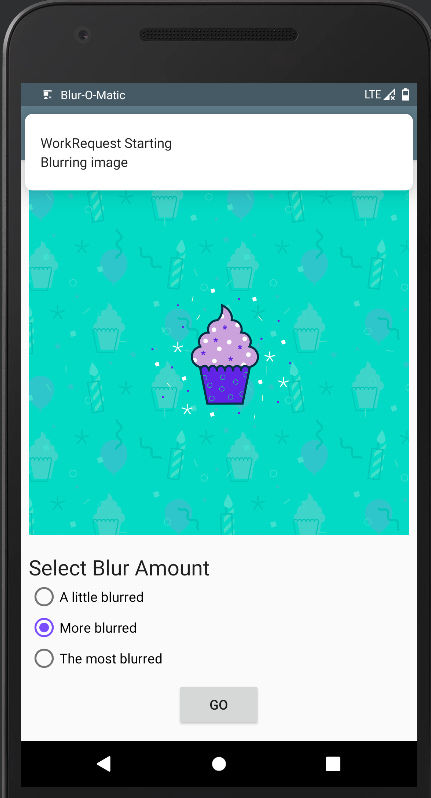 Blur-O-Matic
LTE
WorkRequest Starting
Blurring image
Select Blur Amount
A little blurred
More blurred
The most blurred
GO